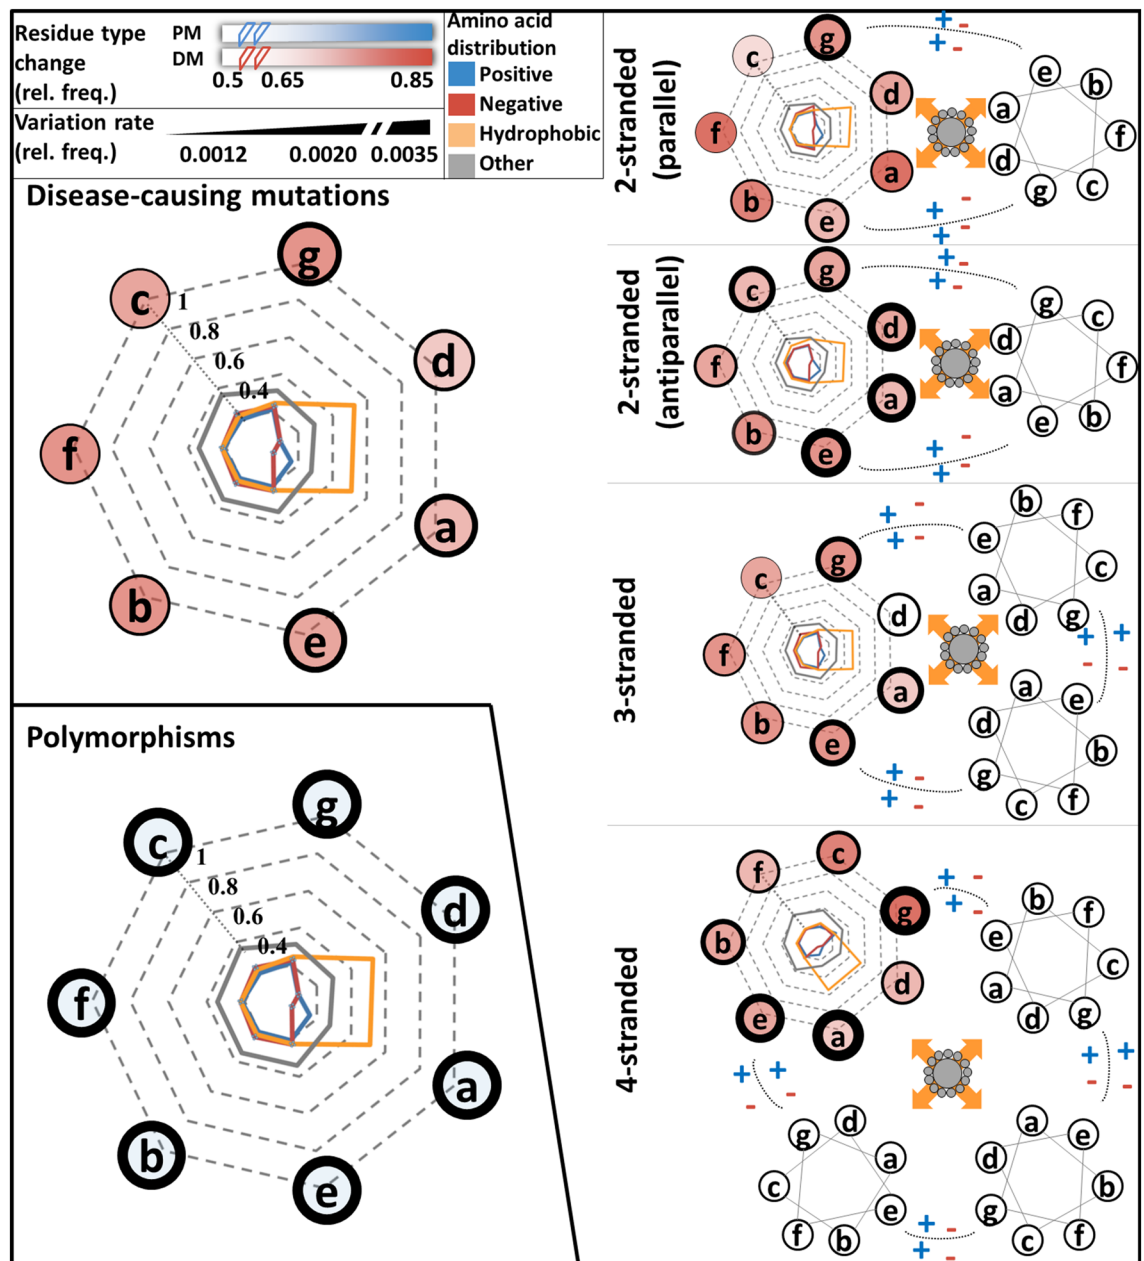 Residue type
change
(rel. freq.)
PM
DM
0.5 0.65 0.85
Variation rate
(rel. freq.)
0.0012 0.0020 0.0035
Amino acid
distribution
Positive
Negative
Hydrophobic
Other
Disease-causing mutations
g
c
1
0.8
0.6
0.4
d
f
a
b
e
Polymorphisms
g
c
1
0.8
0.6
0.4
d
f
a
b
e
2-stranded
(parallel)
g
c
d
f
a
b
e
+
+
-
-
e
b
a
f
d
g
c
+
+
-
-
2-stranded
(antiparallel)
g
c
d
f
a
b
e
+
+
-
-
g
c
d
f
a
e
b
+
+
-
-
3-stranded
g
c
d
f
a
b
e
+
+
-
-
b
f
e
c
a
d
g
+
+
-
-
a
e
d
b
g
c
f
+
+
-
-
4-stranded
c
f
g
b
d
e
a
+
+
-
-
b
f
e
c
a
d
g
+
+
-
-
+
+
-
-
d
g
a
c
e
f
b
a
e
d
b
g
c
f
+
+
-
-